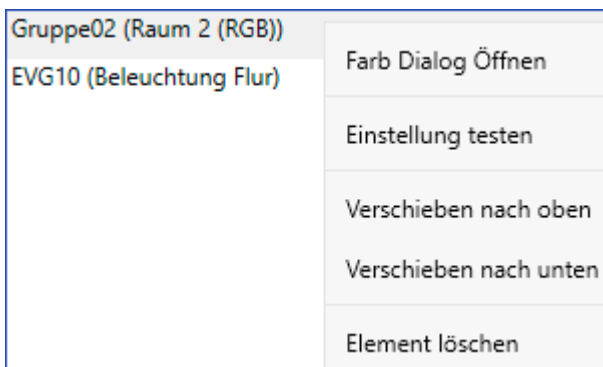 Gruppe02 (Raum 2 (RGB))
EVG10 (Beleuchtung Flur)
Farb Dialog Öffnen
Einstellung testen
Verschieben nach oben
Verschieben nach unten
Element löschen